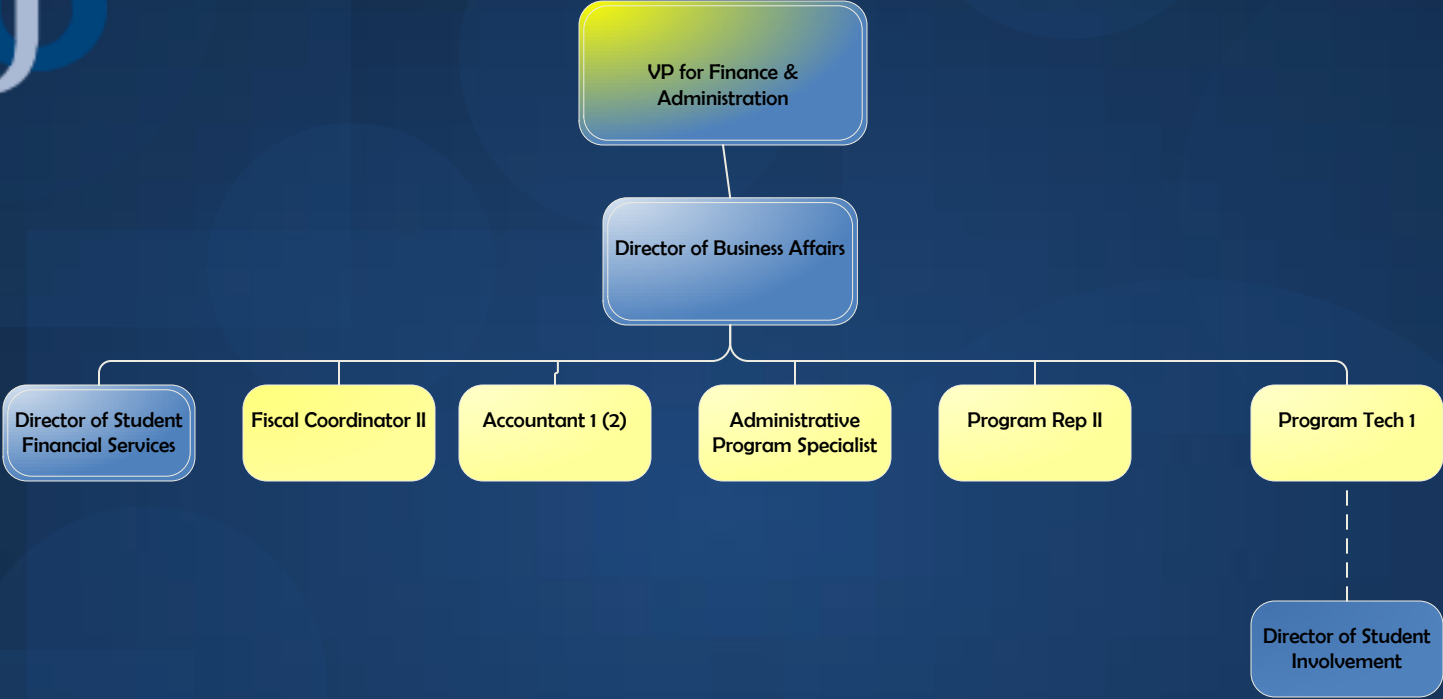 VP for Finance &
Administration
Director of Business Affairs
Director of Student
Financial Services
Fiscal Coordinator II
Accountant 1 (2)
Administrative
Program Specialist
Program Rep II
Program Tech 1
Director of Student
Involvement